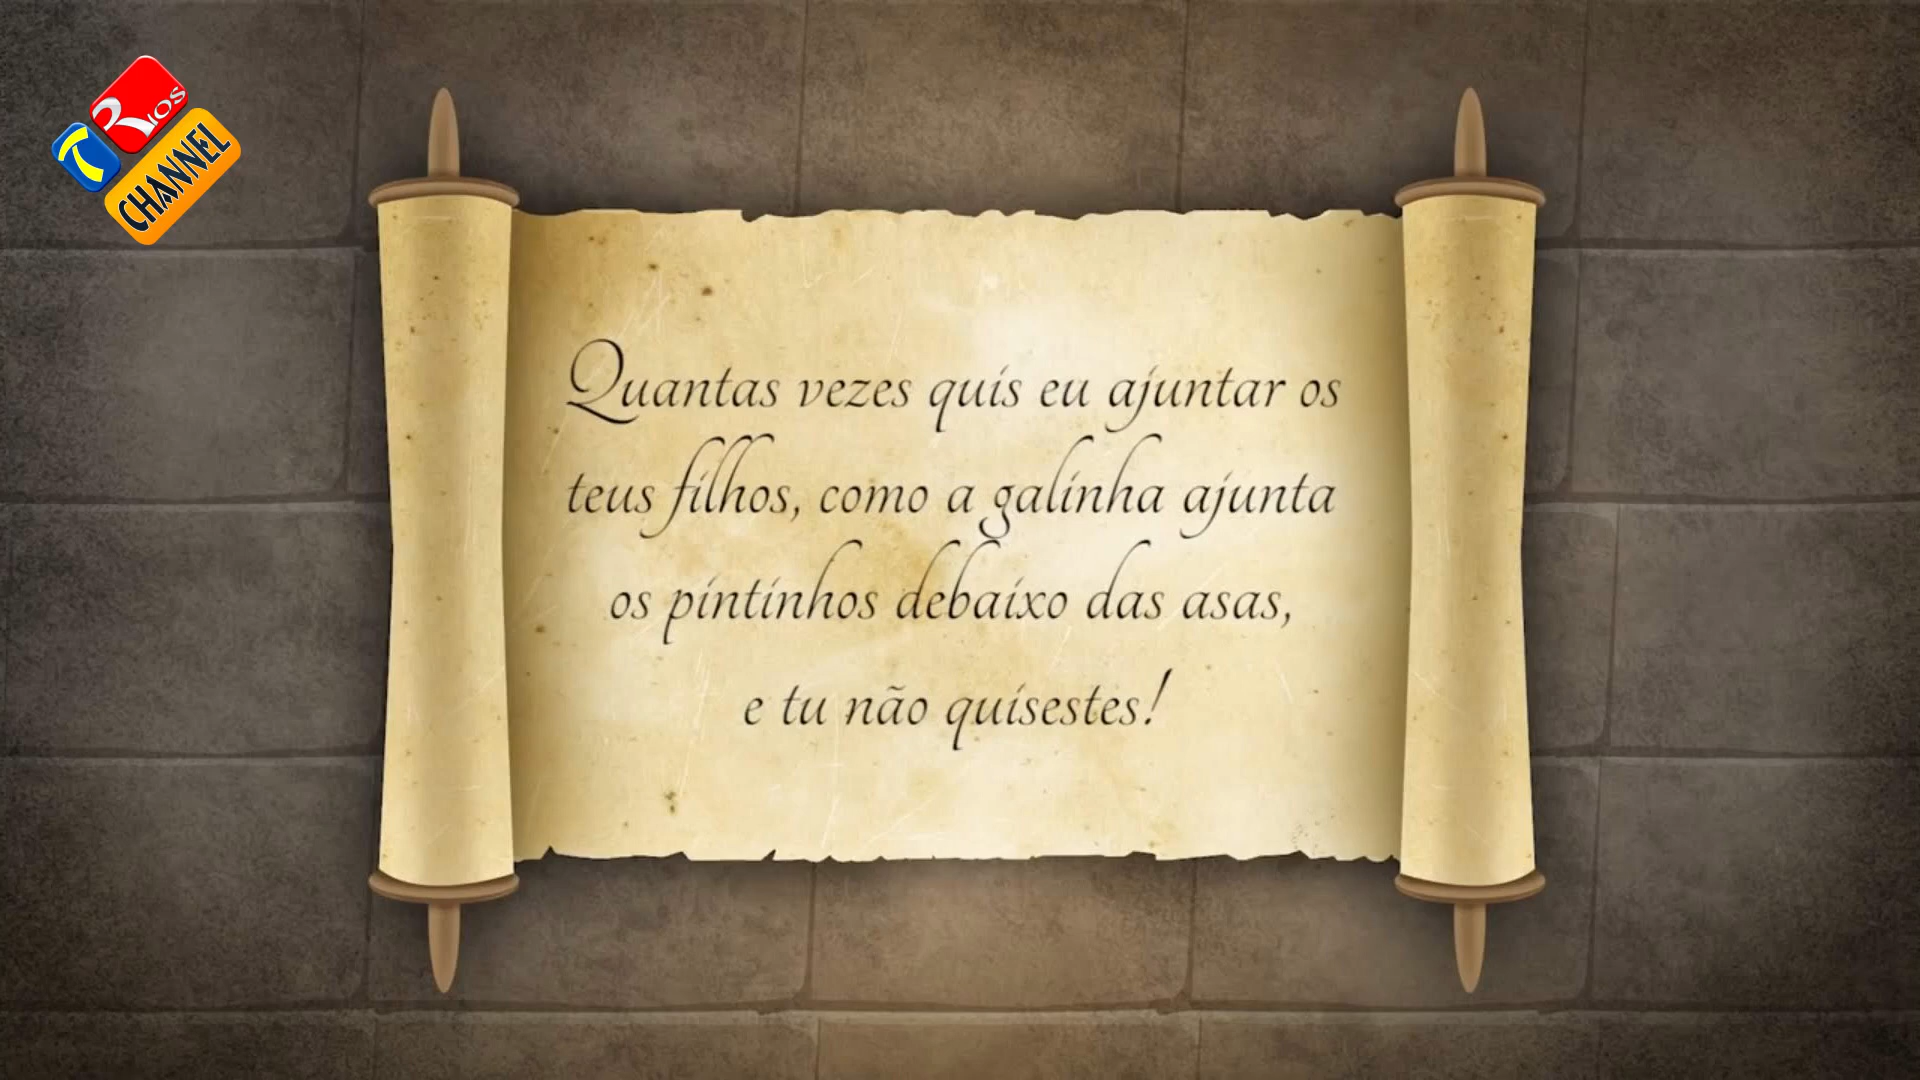 T
Rios
CHANNEL
Quantas vezes quis eu ajuntar os
teus filhos, como a galinha ajunta
os pintinhos debaixo das asas,
e tu não quisestes!